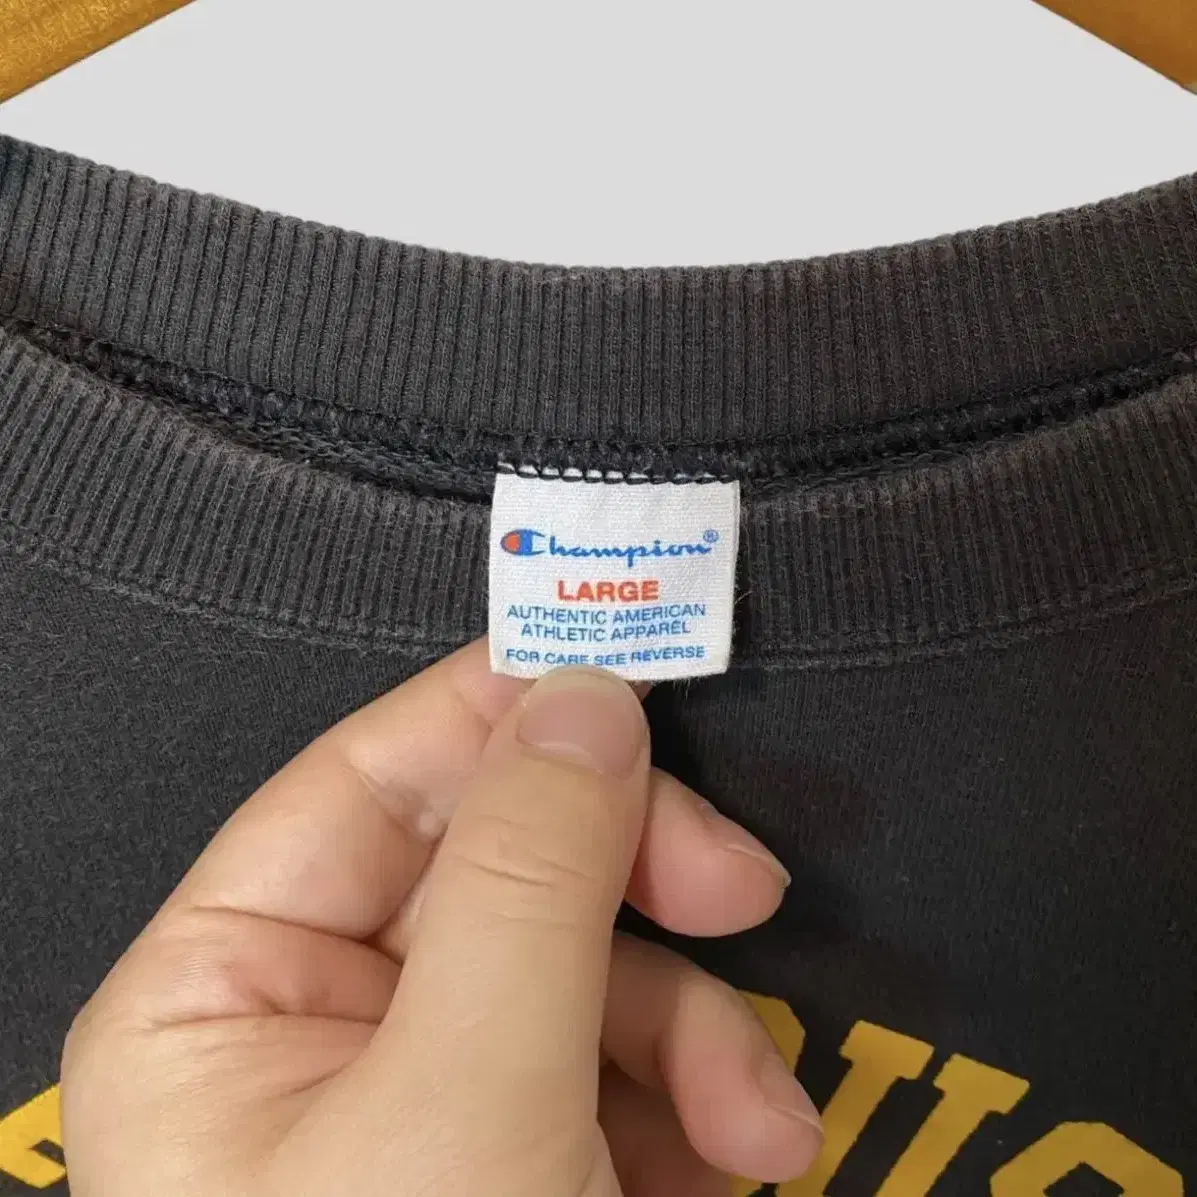 Champion®
LARGE
AUTHENTIC AMERICAN
ATHLETIC APPAREL
FOR CARE SEE REVERSE